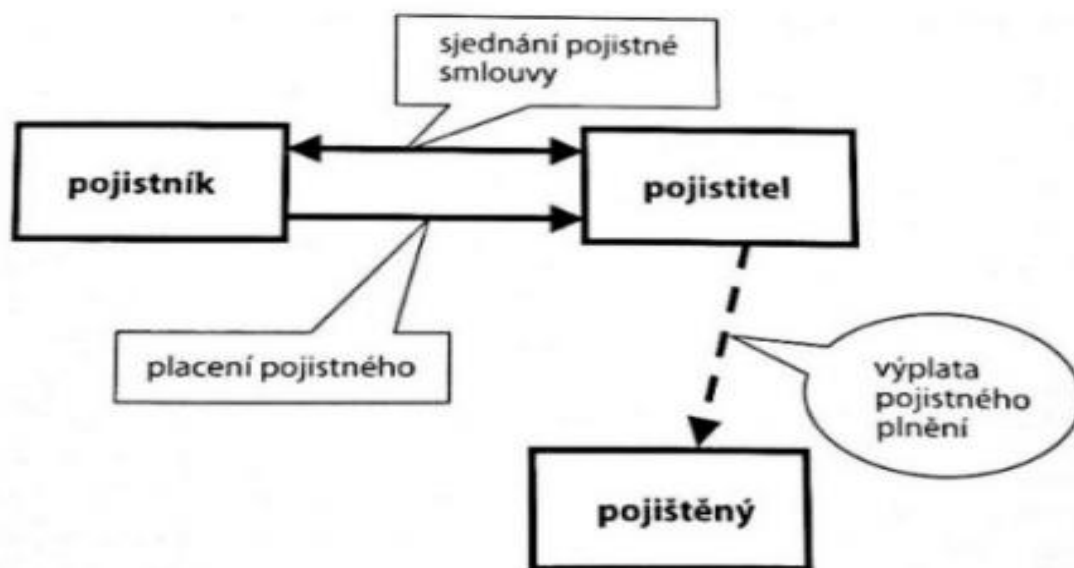 sjednání pojistné
smlouvy
pojistník
pojistitel
placení pojistného
výplata
pojistného
plnění
pojištěný